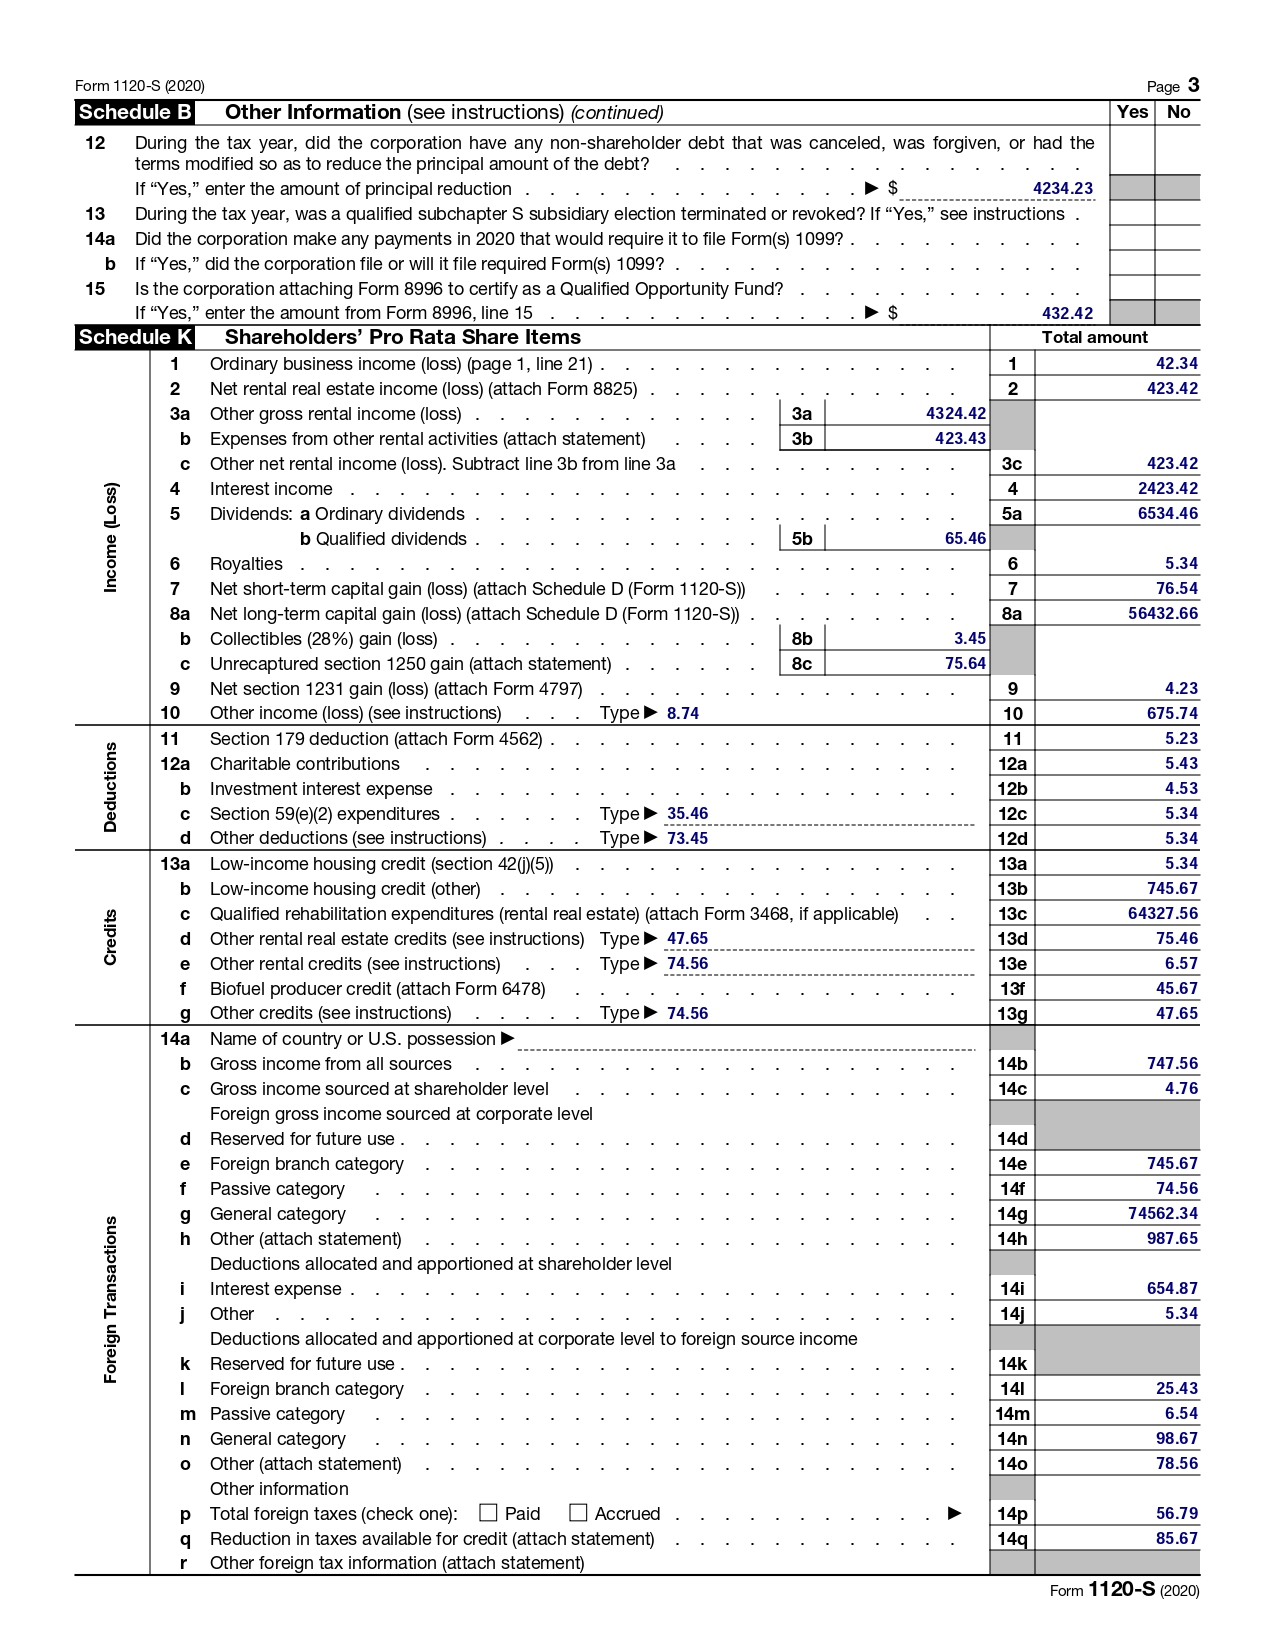 Form 1120-S (2020) Page 3
Schedule B Other Information (see instructions) (continued) Yes No
12 During the tax year, did the corporation have any non-shareholder debt that was canceled, was forgiven, or had the
terms modified so as to reduce the principal amount of the debt? . . . . . . . . . . . . . . . . .
If “Yes,” enter the amount of principal reduction . . . . . . . . . . . . . . ▶ $ 4234.23
13 During the tax year, was a qualified subchapter S subsidiary election terminated or revoked? If “Yes,” see instructions .
14a Did the corporation make any payments in 2020 that would require it to file Form(s) 1099? . . . . . . . . . .
b If “Yes,” did the corporation file or will it file required Form(s) 1099? . . . . . . . . . . . . . . . . .
15 Is the corporation attaching Form 8996 to certify as a Qualified Opportunity Fund? . . . . . . . . . . . .
If “Yes,” enter the amount from Form 8996, line 15 . . . . . . . . . . . . . ▶ $ 432.42
Schedule K Shareholders’ Pro Rata Share Items Total amount
1 Ordinary business income (loss) (page 1, line 21) . . . . . . . . . . . . . . . 1 42.34
2 Net rental real estate income (loss) (attach Form 8825) . . . . . . . . . . . . . 2 423.42
3a Other gross rental income (loss) . . . . . . . . . . . . 3a 4324.42
b Expenses from other rental activities (attach statement) . . . . 3b 423.43
c Other net rental income (loss). Subtract line 3b from line 3a . . . . . . . . . . . 3c 423.42
4 Interest income . . . . . . . . . . . . . . . . . . . . . . . . . 4 2423.42
5 Dividends: a Ordinary dividends . . . . . . . . . . . . . . . . . . . . 5a 6534.46
b Qualified dividends . . . . . . . . . . . . 5b 65.46
6 Royalties . . . . . . . . . . . . . . . . . . . . . . . . . . . 6 5.34
7 Net short-term capital gain (loss) (attach Schedule D (Form 1120-S)) . . . . . . . . 7 76.54
8a Net long-term capital gain (loss) (attach Schedule D (Form 1120-S)) . . . . . . . . . 8a 56432.66
b Collectibles (28%) gain (loss) . . . . . . . . . . . . . 8b 3.45
c Unrecaptured section 1250 gain (attach statement) . . . . . . 8c 75.64
9 Net section 1231 gain (loss) (attach Form 4797) . . . . . . . . . . . . . . . 9 4.23
10 Other income (loss) (see instructions) . . . Type ▶ 8.74 10 675.74
11 Section 179 deduction (attach Form 4562) . . . . . . . . . . . . . . . . . 11 5.23
12a Charitable contributions . . . . . . . . . . . . . . . . . . . . . . 12a 5.43
b Investment interest expense . . . . . . . . . . . . . . . . . . . . . 12b 4.53
c Section 59(e)(2) expenditures . . . . . . Type ▶ 35.46 12c 5.34
d Other deductions (see instructions) . . . . Type ▶ 73.45 12d 5.34
13a Low-income housing credit (section 42(j)(5)) . . . . . . . . . . . . . . . . 13a 5.34
b Low-income housing credit (other) . . . . . . . . . . . . . . . . . . . 13b 745.67
c Qualified rehabilitation expenditures (rental real estate) (attach Form 3468, if applicable) . . 13c 64327.56
d Other rental real estate credits (see instructions) Type ▶ 47.65 13d 75.46
e Other rental credits (see instructions) . . . Type ▶ 74.56 13e 6.57
f Biofuel producer credit (attach Form 6478) . . . . . . . . . . . . . . . . 13f 45.67
g Other credits (see instructions) . . . . . Type ▶ 74.56 13g 47.65
14a Name of country or U.S. possession ▶
b Gross income from all sources . . . . . . . . . . . . . . . . . . . . 14b 747.56
c Gross income sourced at shareholder level . . . . . . . . . . . . . . . . 14c 4.76
Foreign gross income sourced at corporate level
d Reserved for future use . . . . . . . . . . . . . . . . . . . . . . . 14d
e Foreign branch category . . . . . . . . . . . . . . . . . . . . . . 14e 745.67
f Passive category . . . . . . . . . . . . . . . . . . . . . . . . 14f 74.56
g General category . . . . . . . . . . . . . . . . . . . . . . . . 14g 74562.34
h Other (attach statement) . . . . . . . . . . . . . . . . . . . . . . 14h 987.65
Deductions allocated and apportioned at shareholder level
i Interest expense . . . . . . . . . . . . . . . . . . . . . . . . . 14i 654.87
j Other . . . . . . . . . . . . . . . . . . . . . . . . . . . . 14j 5.34
Deductions allocated and apportioned at corporate level to foreign source income
k Reserved for future use . . . . . . . . . . . . . . . . . . . . . . . 14k
l Foreign branch category . . . . . . . . . . . . . . . . . . . . . . 14l 25.43
m Passive category . . . . . . . . . . . . . . . . . . . . . . . . 14m 6.54
n General category . . . . . . . . . . . . . . . . . . . . . . . . 14n 98.67
o Other (attach statement) . . . . . . . . . . . . . . . . . . . . . . 14o 78.56
Other information
p Total foreign taxes (check one): Paid Accrued . . . . . . . . . . . ▶ 14p 56.79
q Reduction in taxes available for credit (attach statement) . . . . . . . . . . . . 14q 85.67
r Other foreign tax information (attach statement)
Income (Loss)
Deductions
Credits
Foreign Transactions
Form 1120-S (2020)